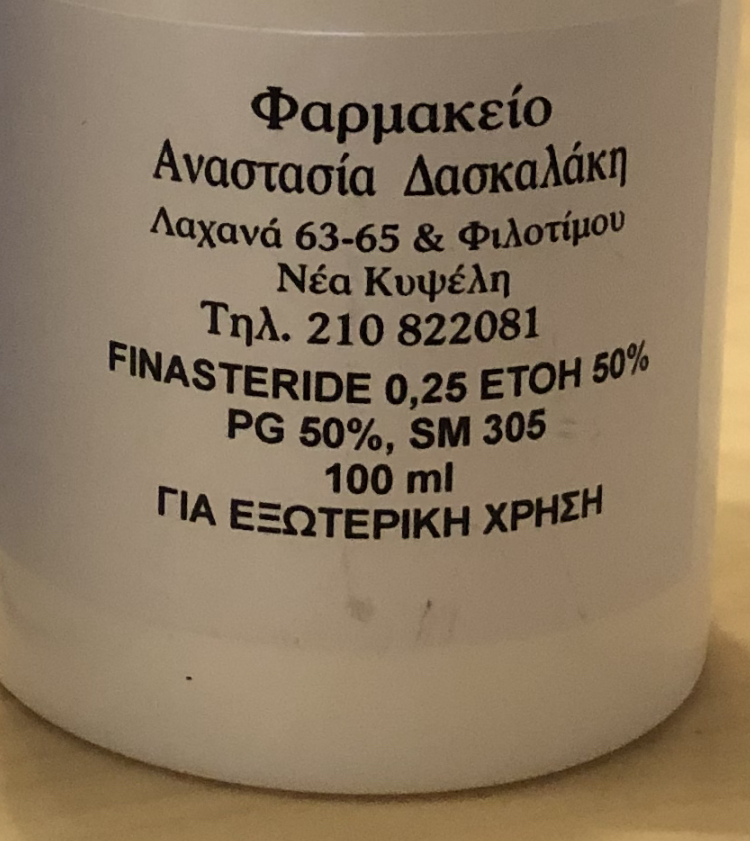 Φαρμακείο
Αναστασία Δασκαλάκη
Λαχανά 63-65 & Φιλοτίμου
Νέα Κυψέλη
Τηλ. 210 822081
FINASTERIDE 0,25 ETOH 50%
PG 50%, SM 305
100 ml
ΓΙΑ ΕΞΩΤΕΡΙΚΗ ΧΡΗΣΗ